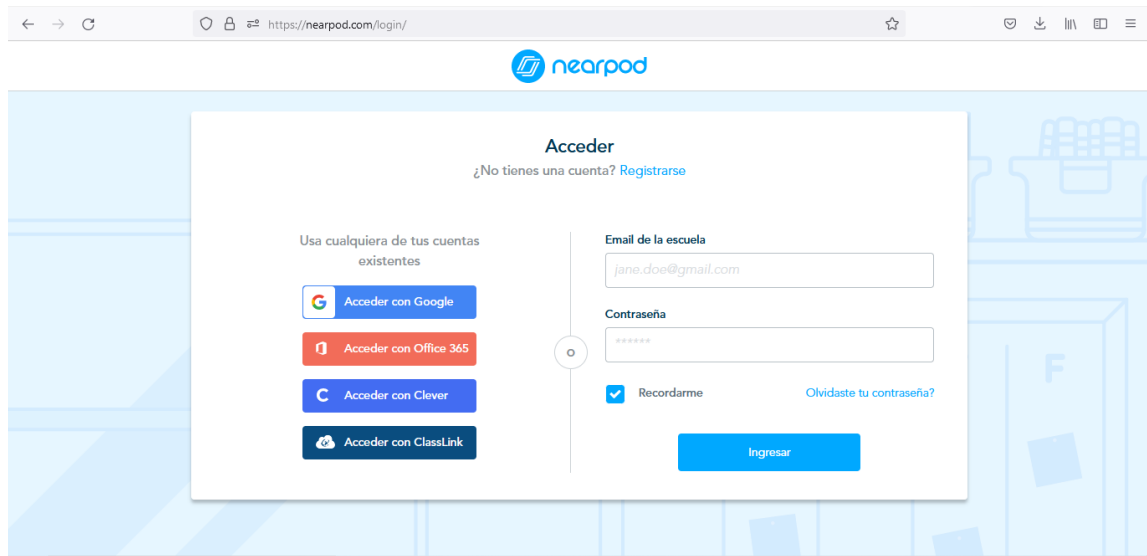 https://nearpod.com/login/
nearpod
Acceder
¿No tienes una cuenta? Registrarse
Usa cualquiera de tus cuentas
existentes
Acceder con Google
Acceder con Office 365
Acceder con Clever
Acceder con ClassLink
o
Email de la escuela
jane.doe@gmail.com
Contraseña
******
Recordarme
Olvidaste tu contraseña?
Ingresar
F